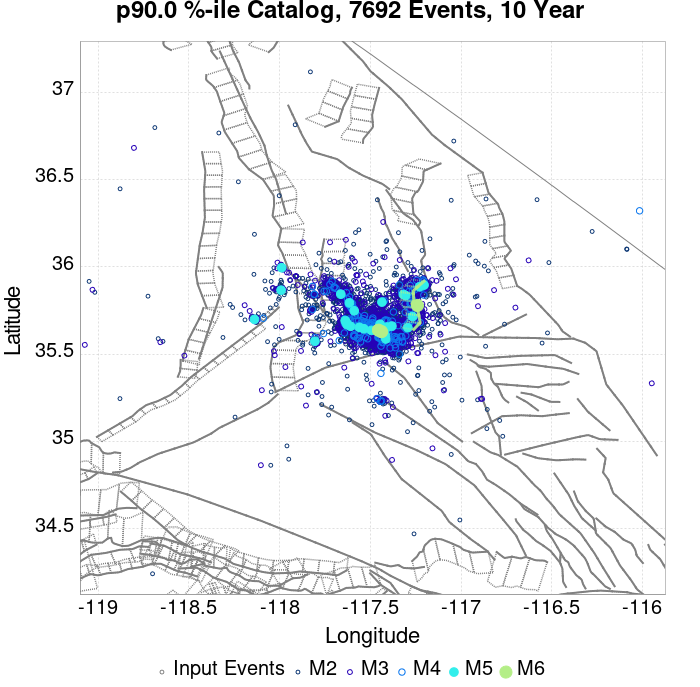 p90.0 %-ile Catalog, 7692 Events, 10 Year
37
36.5
36
35.5
35
34.5
Latitude
-119 -118.5 -118 -117.5 -117 -116.5 -116
Longitude
Input Events M2 M3 M4 M5 M6